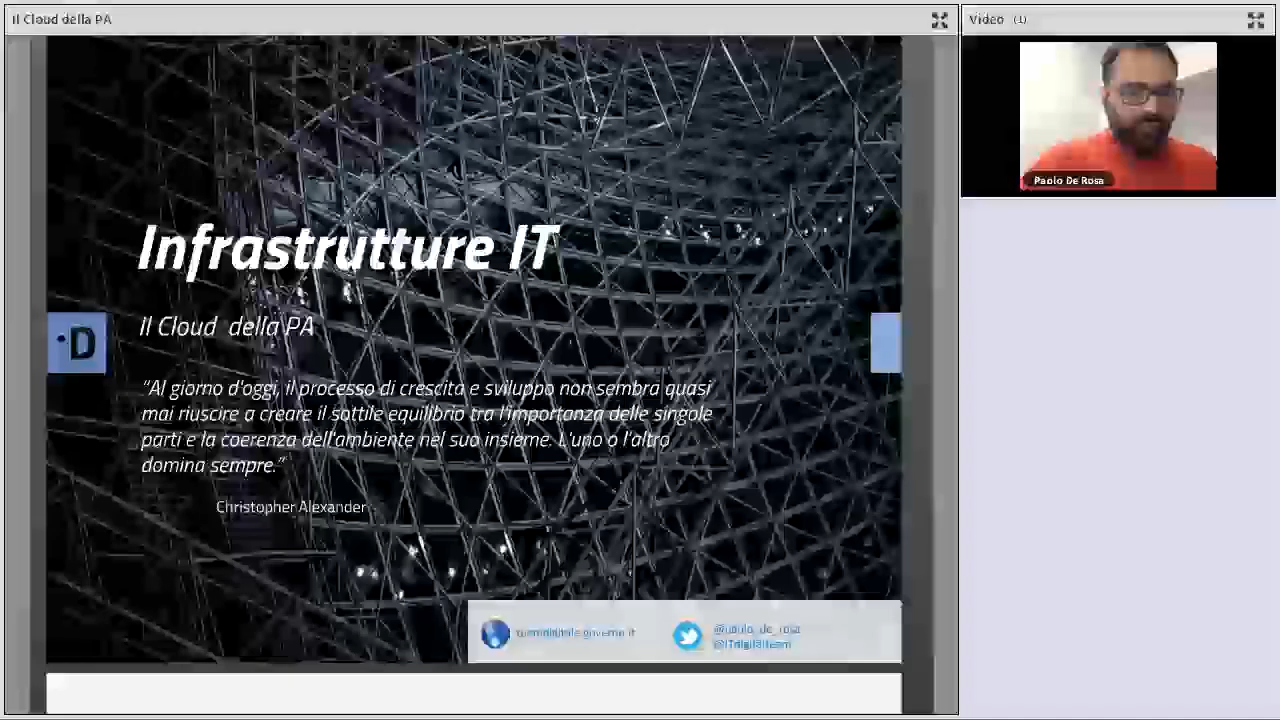 Il Cloud della PA
Video (1)
Paolo De Rosa
Infrastrutture IT
Il Cloud della PA
·D
“Al giorno d'oggi, il processo di crescita e sviluppo non sembra quasi
mai riuscire a creare il sottile equilibrio tra l'importanza delle singole
parti e la coerenza dell'ambiente nel suo insieme. L'uno o l'altro
domina sempre.”
Christopher Alexander
@ITdigitalteam